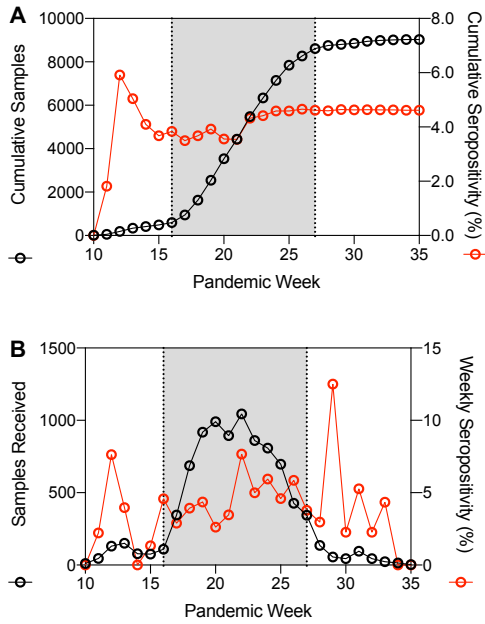 A
Cumulative Samples
10000
8000
6000
4000
2000
0
8.0
6.0
4.0
2.0
0.0
Cumulative Seropositivity (%)
10 15 20 25 30 35
Pandemic Week
B
Samples Received
1500
1000
500
0
15
10
5
0
Weekly Seropositivity (%)
10 15 20 25 30 35
Pandemic Week